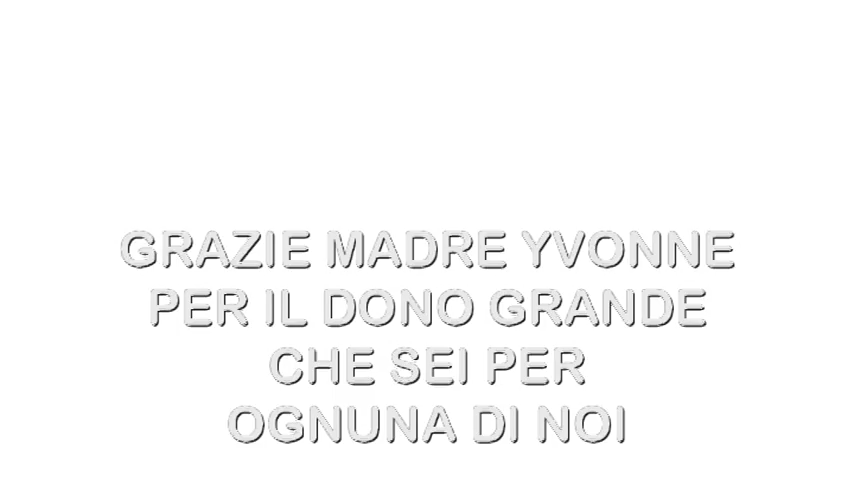 GRAZIE MADRE YVONNE
PER IL DONO GRANDE
CHE SEI PER
OGNUNA DI NOI